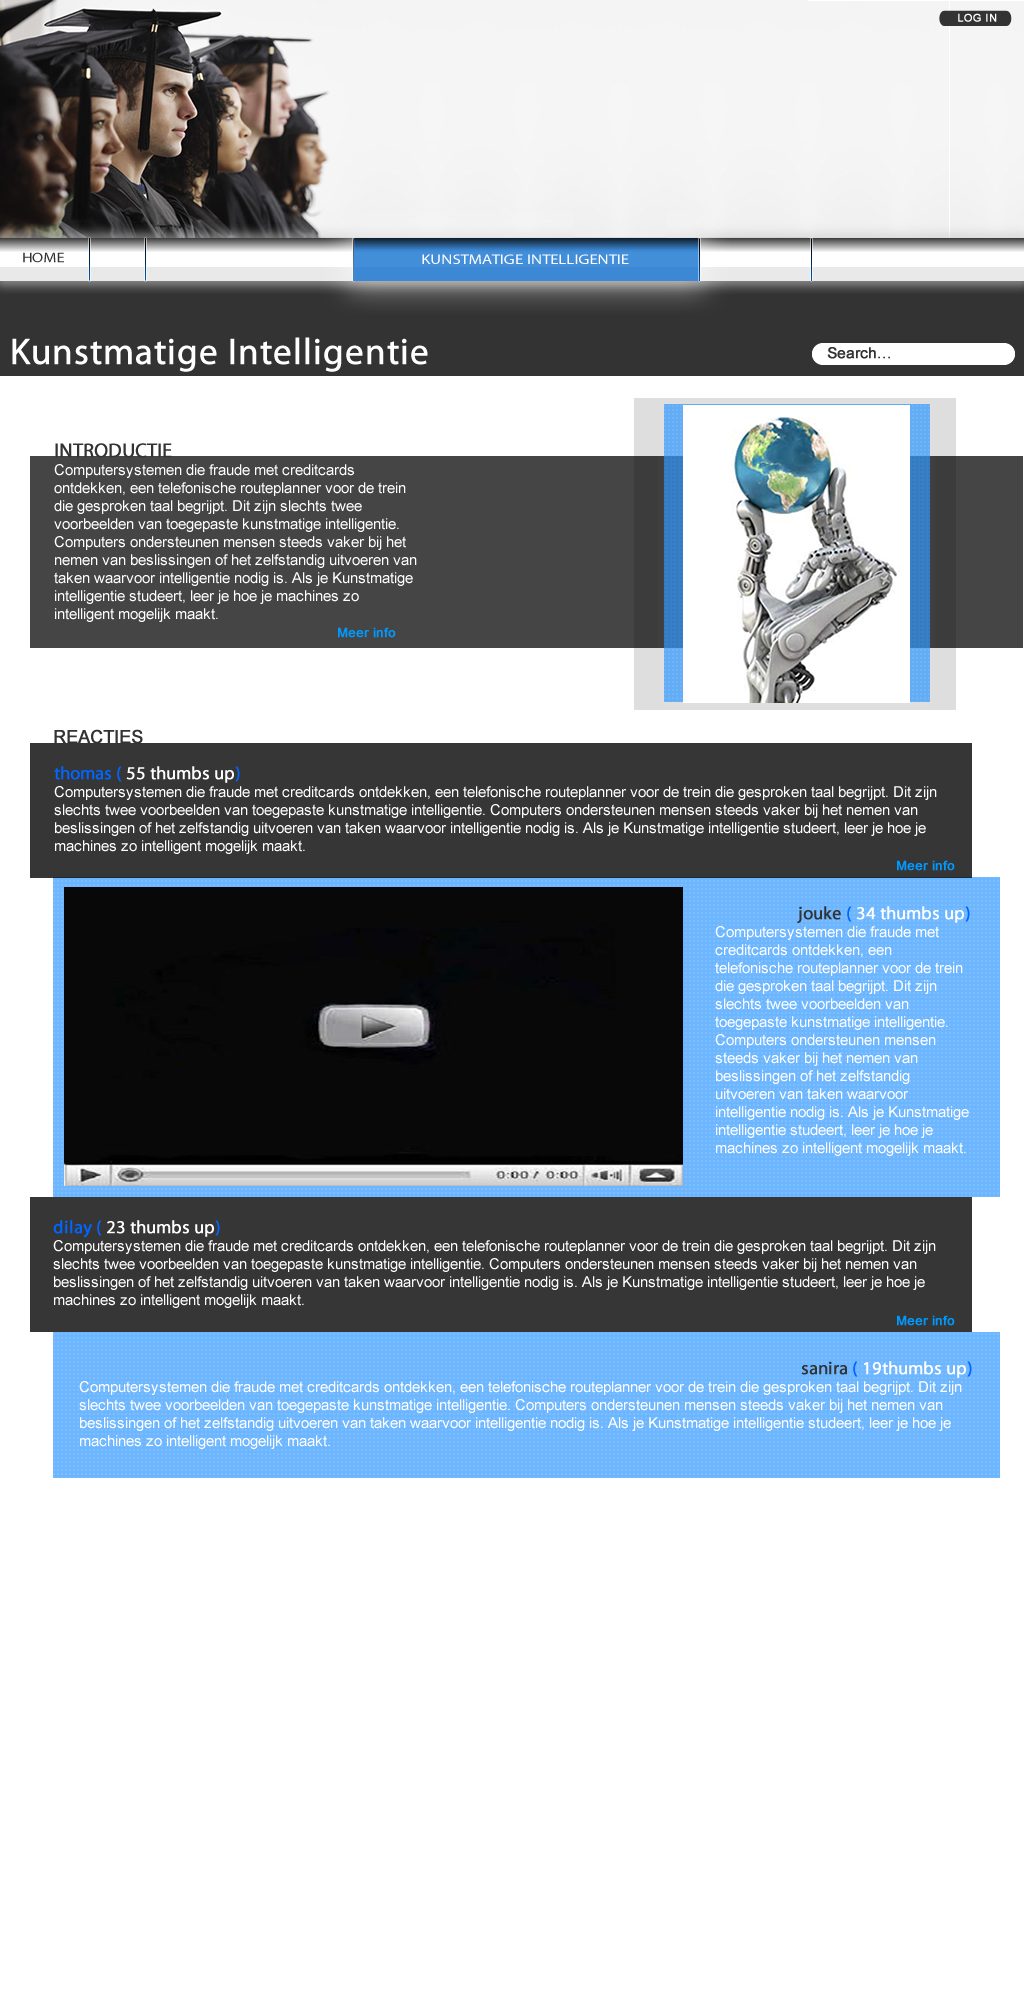 LOG IN
HOME
KUNSTMATIGE INTELLIGENTIE
Kunstmatige Intelligentie
Search...
INTRODUCTIE
Computersystemen die fraude met creditcards
ontdekken, een telefonische routeplanner voor de trein
die gesproken taal begrijpt. Dit zijn slechts twee
voorbeelden van toegepaste kunstmatige intelligentie.
Computers ondersteunen mensen steeds vaker bij het
nemen van beslissingen of het zelfstandig uitvoeren van
taken waarvoor intelligentie nodig is. Als je Kunstmatige
intelligentie studeert, leer je hoe je machines zo
intelligent mogelijk maakt.
Meer info
REACTIES
thomas ( 55 thumbs up)
Computersystemen die fraude met creditcards ontdekken, een telefonische routeplanner voor de trein die gesproken taal begrijpt. Dit zijn
slechts twee voorbeelden van toegepaste kunstmatige intelligentie. Computers ondersteunen mensen steeds vaker bij het nemen van
beslissingen of het zelfstandig uitvoeren van taken waarvoor intelligentie nodig is. Als je Kunstmatige intelligentie studeert, leer je hoe je
machines zo intelligent mogelijk maakt.
Meer info
jouke ( 34 thumbs up)
Computersystemen die fraude met
creditcards ontdekken, een
telefonische routeplanner voor de trein
die gesproken taal begrijpt. Dit zijn
slechts twee voorbeelden van
toegepaste kunstmatige intelligentie.
Computers ondersteunen mensen
steeds vaker bij het nemen van
beslissingen of het zelfstandig
uitvoeren van taken waarvoor
intelligentie nodig is. Als je Kunstmatige
intelligentie studeert, leer je hoe je
machines zo intelligent mogelijk maakt.
0:00 / 0:00
dilay ( 23 thumbs up)
Computersystemen die fraude met creditcards ontdekken, een telefonische routeplanner voor de trein die gesproken taal begrijpt. Dit zijn
slechts twee voorbeelden van toegepaste kunstmatige intelligentie. Computers ondersteunen mensen steeds vaker bij het nemen van
beslissingen of het zelfstandig uitvoeren van taken waarvoor intelligentie nodig is. Als je Kunstmatige intelligentie studeert, leer je hoe je
machines zo intelligent mogelijk maakt.
Meer info
sanira ( 19thumbs up)
Computersystemen die fraude met creditcards ontdekken, een telefonische routeplanner voor de trein die gesproken taal begrijpt. Dit zijn
slechts twee voorbeelden van toegepaste kunstmatige intelligentie. Computers ondersteunen mensen steeds vaker bij het nemen van
beslissingen of het zelfstandig uitvoeren van taken waarvoor intelligentie nodig is. Als je Kunstmatige intelligentie studeert, leer je hoe je
machines zo intelligent mogelijk maakt.